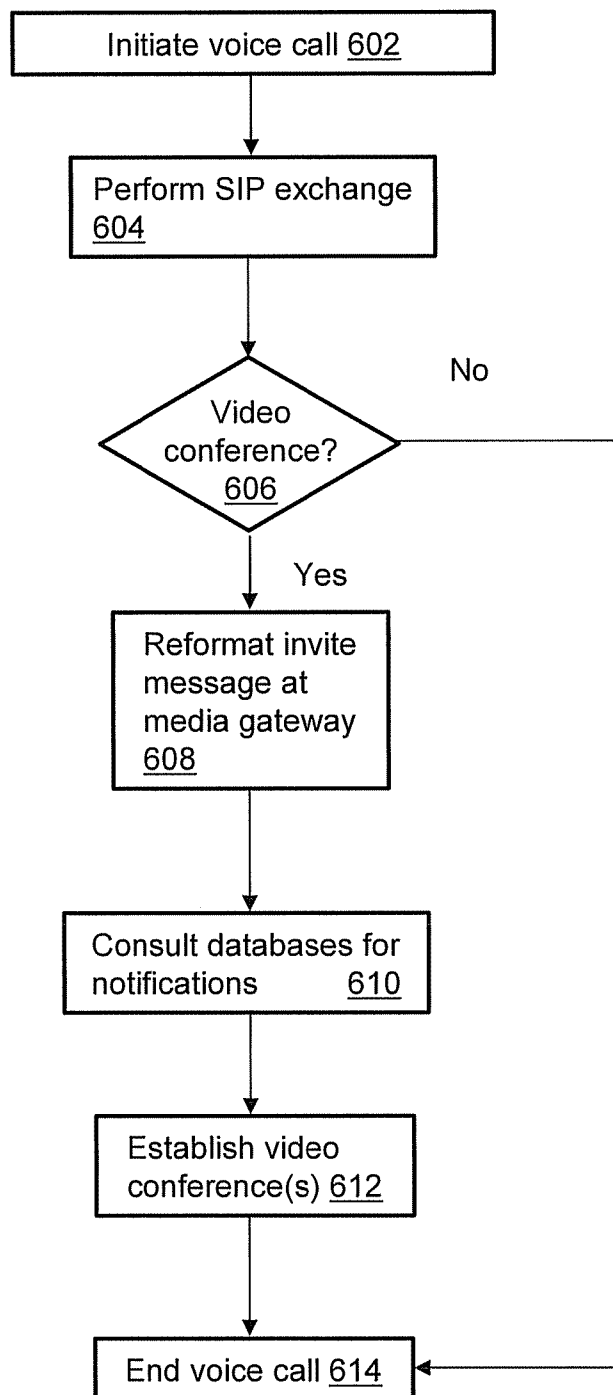 Initiate voice call 602
Perform SIP exchange
604
No
Video
conference?
606
Yes
Reformat invite
message at
media gateway
608
Consult databases for
notifications 610
Establish video
conference(s) 612
End voice call 614